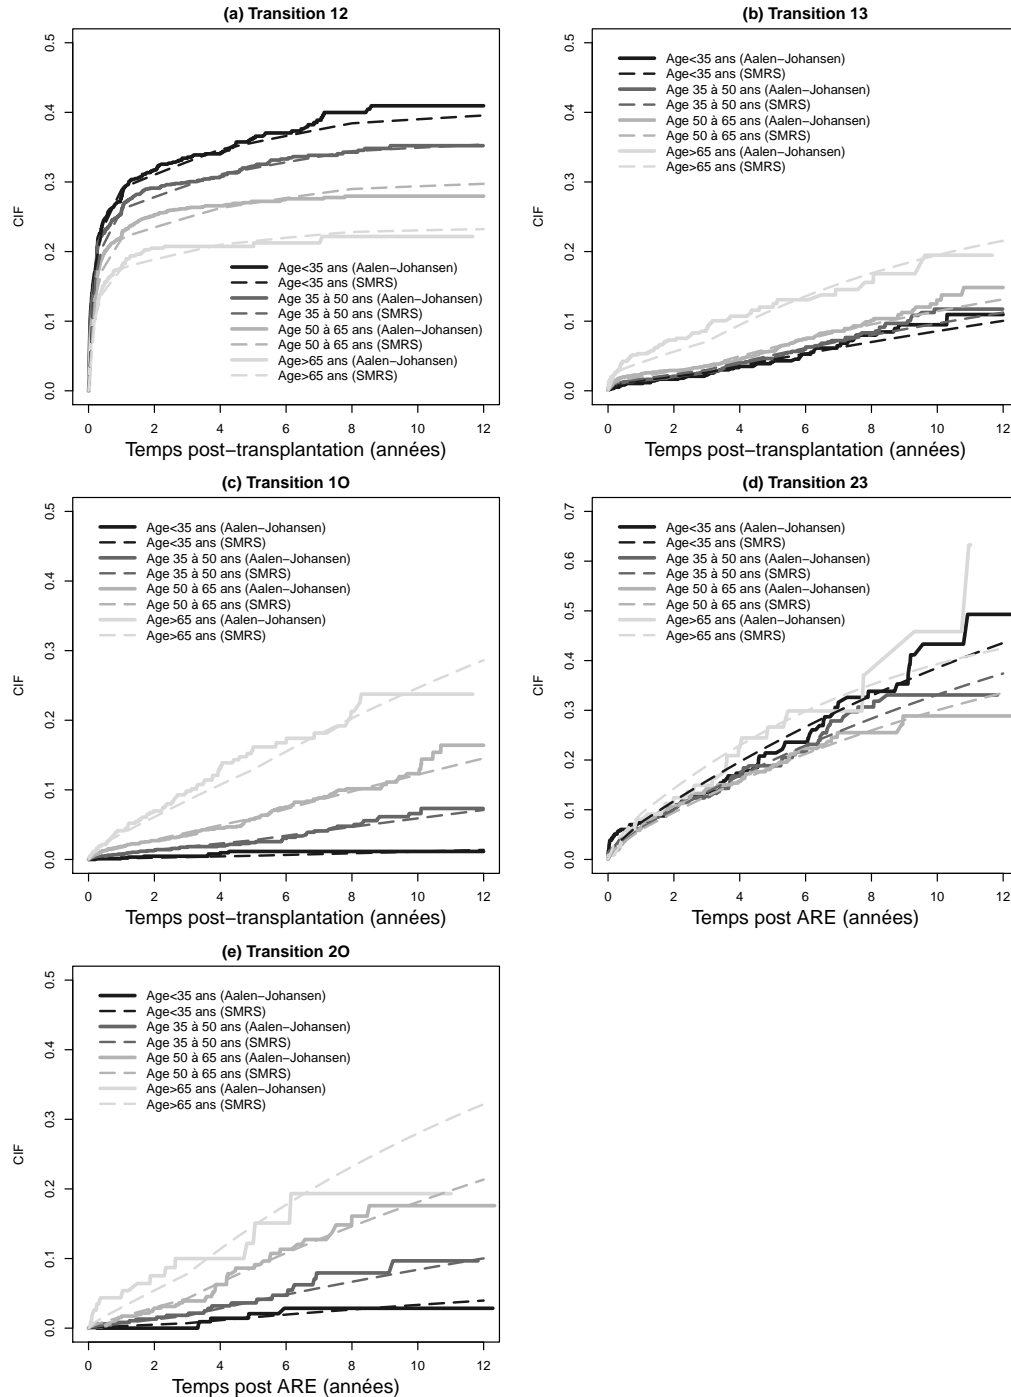 (a) Transition 12
CIF
0.5
0.4
0.3
0.2
0.1
0.0
Age<35 ans (Aalen−Johansen)
Age<35 ans (SMRS)
Age 35 à 50 ans (Aalen−Johansen)
Age 35 à 50 ans (SMRS)
Age 50 à 65 ans (Aalen−Johansen)
Age 50 à 65 ans (SMRS)
Age>65 ans (Aalen−Johansen)
Age>65 ans (SMRS)
0 2 4 6 8 10 12
Temps post−transplantation (années)
(b) Transition 13
CIF
0.5
0.4
0.3
0.2
0.1
0.0
Age<35 ans (Aalen−Johansen)
Age<35 ans (SMRS)
Age 35 à 50 ans (Aalen−Johansen)
Age 35 à 50 ans (SMRS)
Age 50 à 65 ans (Aalen−Johansen)
Age 50 à 65 ans (SMRS)
Age>65 ans (Aalen−Johansen)
Age>65 ans (SMRS)
0 2 4 6 8 10 12
Temps post−transplantation (années)
(c) Transition 1O
CIF
0.5
0.4
0.3
0.2
0.1
0.0
Age<35 ans (Aalen−Johansen)
Age<35 ans (SMRS)
Age 35 à 50 ans (Aalen−Johansen)
Age 35 à 50 ans (SMRS)
Age 50 à 65 ans (Aalen−Johansen)
Age 50 à 65 ans (SMRS)
Age>65 ans (Aalen−Johansen)
Age>65 ans (SMRS)
0 2 4 6 8 10 12
Temps post−transplantation (années)
(d) Transition 23
CIF
0.7
0.6
0.5
0.4
0.3
0.2
0.1
0.0
Age<35 ans (Aalen−Johansen)
Age<35 ans (SMRS)
Age 35 à 50 ans (Aalen−Johansen)
Age 35 à 50 ans (SMRS)
Age 50 à 65 ans (Aalen−Johansen)
Age 50 à 65 ans (SMRS)
Age>65 ans (Aalen−Johansen)
Age>65 ans (SMRS)
0 2 4 6 8 10 12
Temps post ARE (années)
(e) Transition 2O
CIF
0.5
0.4
0.3
0.2
0.1
0.0
Age<35 ans (Aalen−Johansen)
Age<35 ans (SMRS)
Age 35 à 50 ans (Aalen−Johansen)
Age 35 à 50 ans (SMRS)
Age 50 à 65 ans (Aalen−Johansen)
Age 50 à 65 ans (SMRS)
Age>65 ans (Aalen−Johansen)
Age>65 ans (SMRS)
0 2 4 6 8 10 12
Temps post ARE (années)